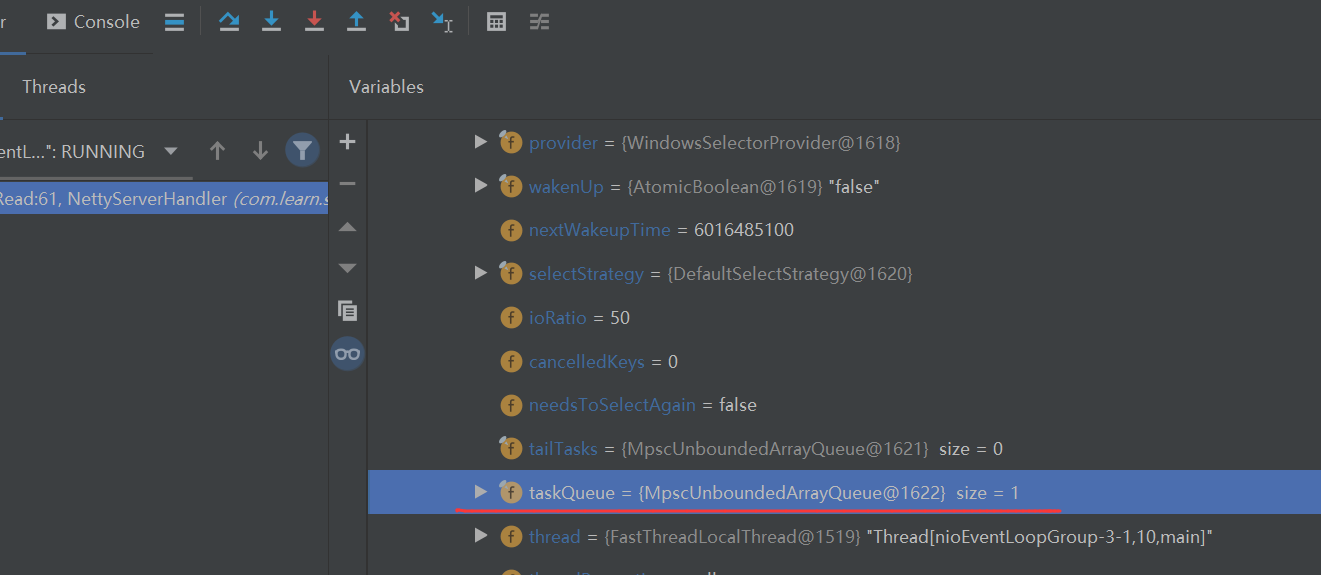 r Console
Threads
Variables
entL...": RUNNING
Read:61, NettyServerHandler (com.learn.s
f provider = {WindowsSelectorProvider@1618}
f wakenUp = {AtomicBoolean@1619} "false"
f nextWakeupTime = 6016485100
f selectStrategy = {DefaultSelectStrategy@1620}
f ioRatio = 50
f cancelledKeys = 0
f needsToSelectAgain = false
f tailTasks = {MpscUnboundedArrayQueue@1621} size = 0
f taskQueue = {MpscUnboundedArrayQueue@1622} size = 1
f thread = {FastThreadLocalThread@1519} "Thread[nioEventLoopGroup-3-1,10,main]"